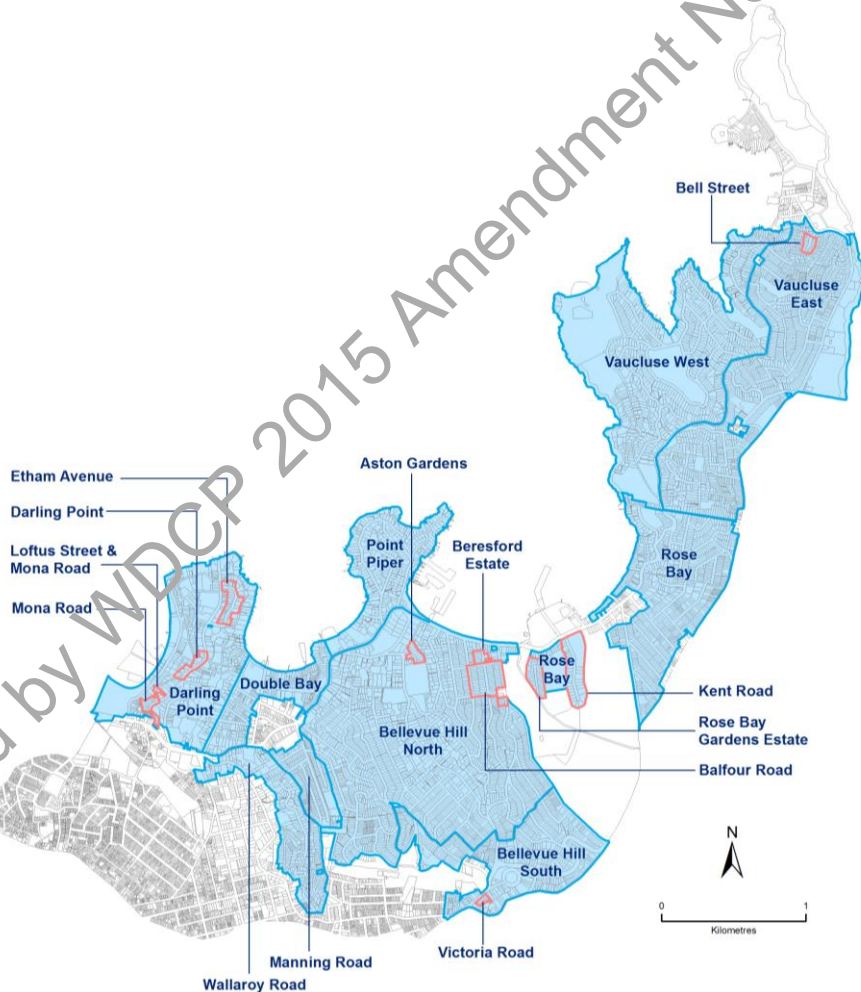 d by WDCP 2015 Amendment No
Bell Street
Vaucluse
East
Vaucluse West
Etham Avenue
Aston Gardens
Darling Point
Point
Piper
Beresford
Estate
Rose
Bay
Loftus Street &
Mona Road
Mona Road
Darling
Point
Double Bay
Rose
Bay
Kent Road
Bellevue Hill
North
Rose Bay
Gardens Estate
Balfour Road
N
Bellevue Hill
South
0 1
Kilometres
Victoria Road
Manning Road
Wallaroy Road